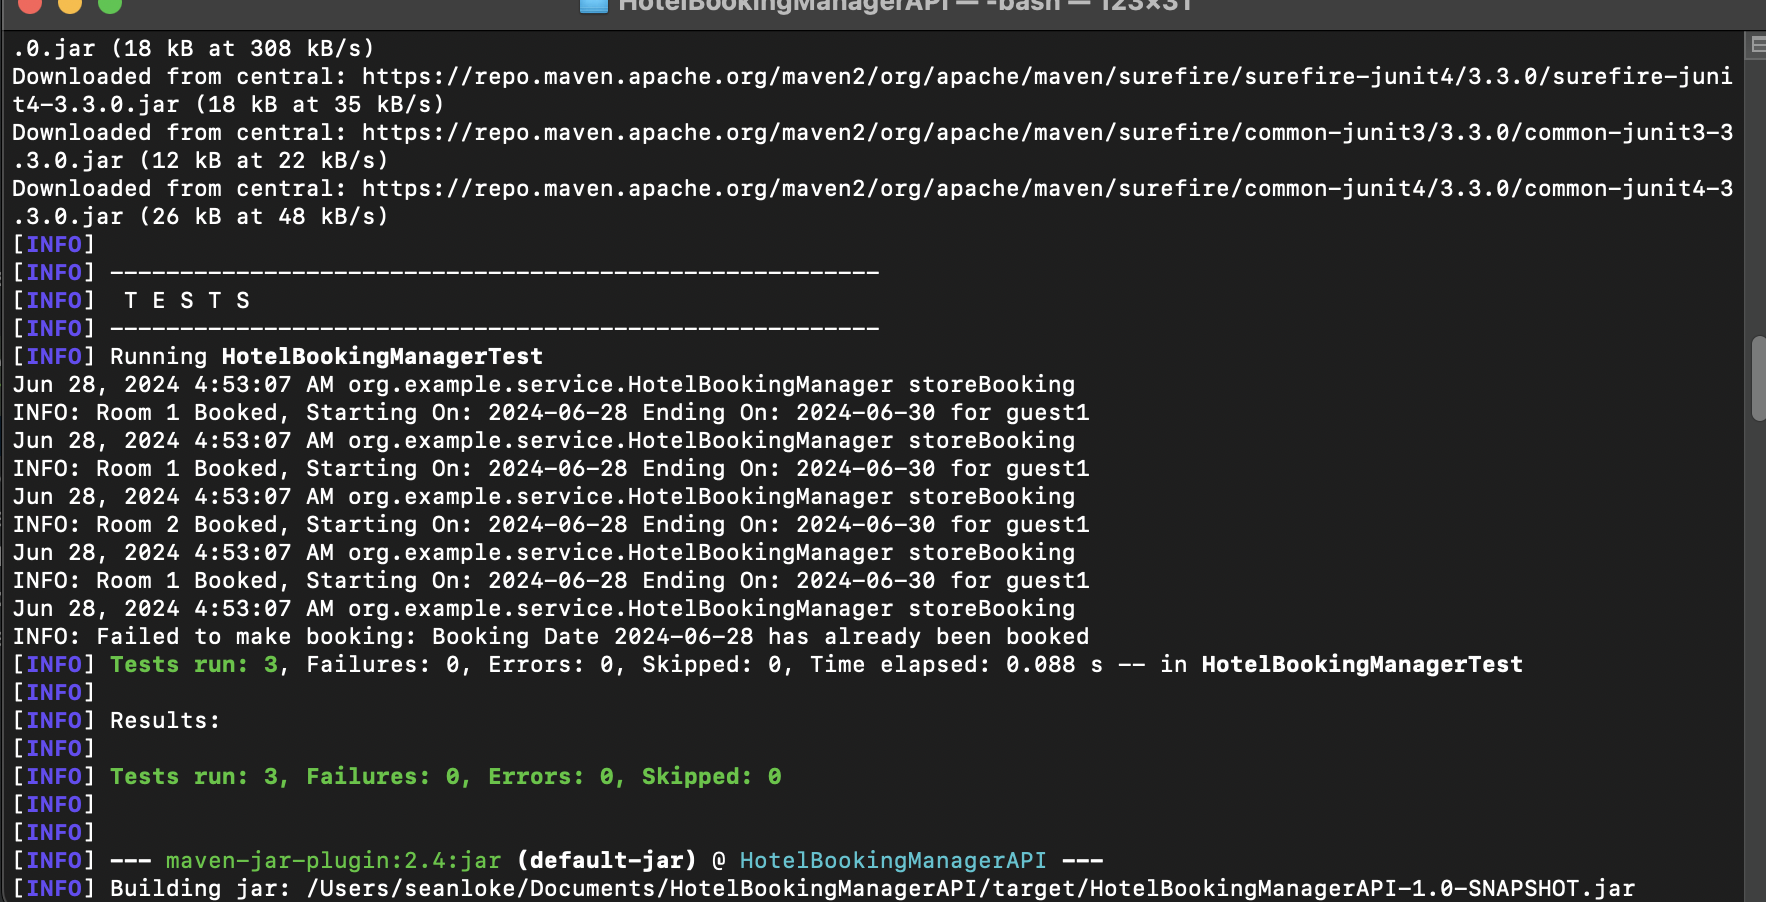 HotelBookingManagerAPI — -bash — 123×31
.0.jar (18 kB at 308 kB/s)
Downloaded from central: https://repo.maven.apache.org/maven2/org/apache/maven/surefire/surefire-junit4/3.3.0/surefire-juni
t4-3.3.0.jar (18 kB at 35 kB/s)
Downloaded from central: https://repo.maven.apache.org/maven2/org/apache/maven/surefire/common-junit3/3.3.0/common-junit3-3
.3.0.jar (12 kB at 22 kB/s)
Downloaded from central: https://repo.maven.apache.org/maven2/org/apache/maven/surefire/common-junit4/3.3.0/common-junit4-3
.3.0.jar (26 kB at 48 kB/s)
[INFO]
[INFO] -------------------------------------------------------
[INFO]  T E S T S
[INFO] -------------------------------------------------------
[INFO] Running HotelBookingManagerTest
Jun 28, 2024 4:53:07 AM org.example.service.HotelBookingManager storeBooking
INFO: Room 1 Booked, Starting On: 2024-06-28 Ending On: 2024-06-30 for guest1
Jun 28, 2024 4:53:07 AM org.example.service.HotelBookingManager storeBooking
INFO: Room 1 Booked, Starting On: 2024-06-28 Ending On: 2024-06-30 for guest1
Jun 28, 2024 4:53:07 AM org.example.service.HotelBookingManager storeBooking
INFO: Room 2 Booked, Starting On: 2024-06-28 Ending On: 2024-06-30 for guest1
Jun 28, 2024 4:53:07 AM org.example.service.HotelBookingManager storeBooking
INFO: Room 1 Booked, Starting On: 2024-06-28 Ending On: 2024-06-30 for guest1
Jun 28, 2024 4:53:07 AM org.example.service.HotelBookingManager storeBooking
INFO: Failed to make booking: Booking Date 2024-06-28 has already been booked
[INFO] Tests run: 3, Failures: 0, Errors: 0, Skipped: 0, Time elapsed: 0.088 s -- in HotelBookingManagerTest
[INFO]
[INFO] Results:
[INFO]
[INFO] Tests run: 3, Failures: 0, Errors: 0, Skipped: 0
[INFO]
[INFO]
[INFO] --- maven-jar-plugin:2.4:jar (default-jar) @ HotelBookingManagerAPI ---
[INFO] Building jar: /Users/seanloke/Documents/HotelBookingManagerAPI/target/HotelBookingManagerAPI-1.0-SNAPSHOT.jar